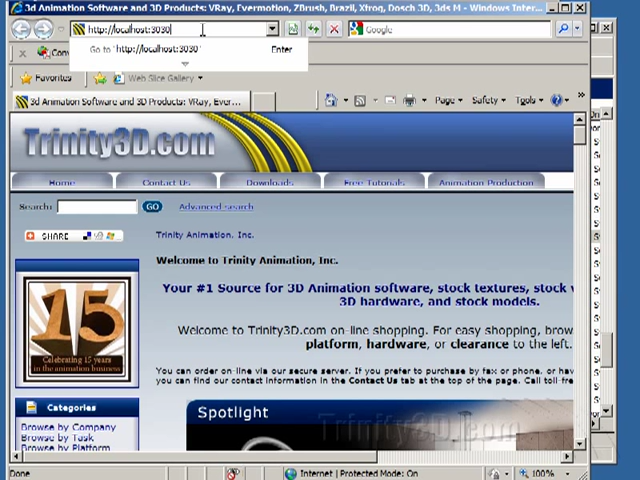 3d Animation Software and 3D Products: VRay, Evermotion, ZBrush, Brazil, Xfrog, Dosch 3D, 3ds M - Windows Inter...
http://localhost:3030
Google
Go to 'http://localhost:3030' Enter
Conv
Favorites Web Slice Gallery
3d Animation Software and 3D Products: VRay, Ever...
Page Safety Tools
Trinity3D.com
Home Contact Us Downloads Free Tutorials Animation Production
Search: GO Advanced search
SHARE
Trinity Animation, Inc.
Welcome to Trinity Animation, Inc.
Your #1 Source for 3D Animation software, stock textures, stock v
3D hardware, and stock models.
Welcome to Trinity3D.com on-line shopping. For easy shopping, brow
platform, hardware, or clearance to the left.
You can order on-line via our secure server. If you prefer to purchase by fax or phone, or hav
you can find our contact information in the Contact Us tab at the top of the page. Call toll-fre
15
Celebrating 15 years
in the animation business
Categories
Browse by Company
Browse by Task
Browse by Platform
Spotlight
Trinity3D.com
Done Internet | Protected Mode: On 100%